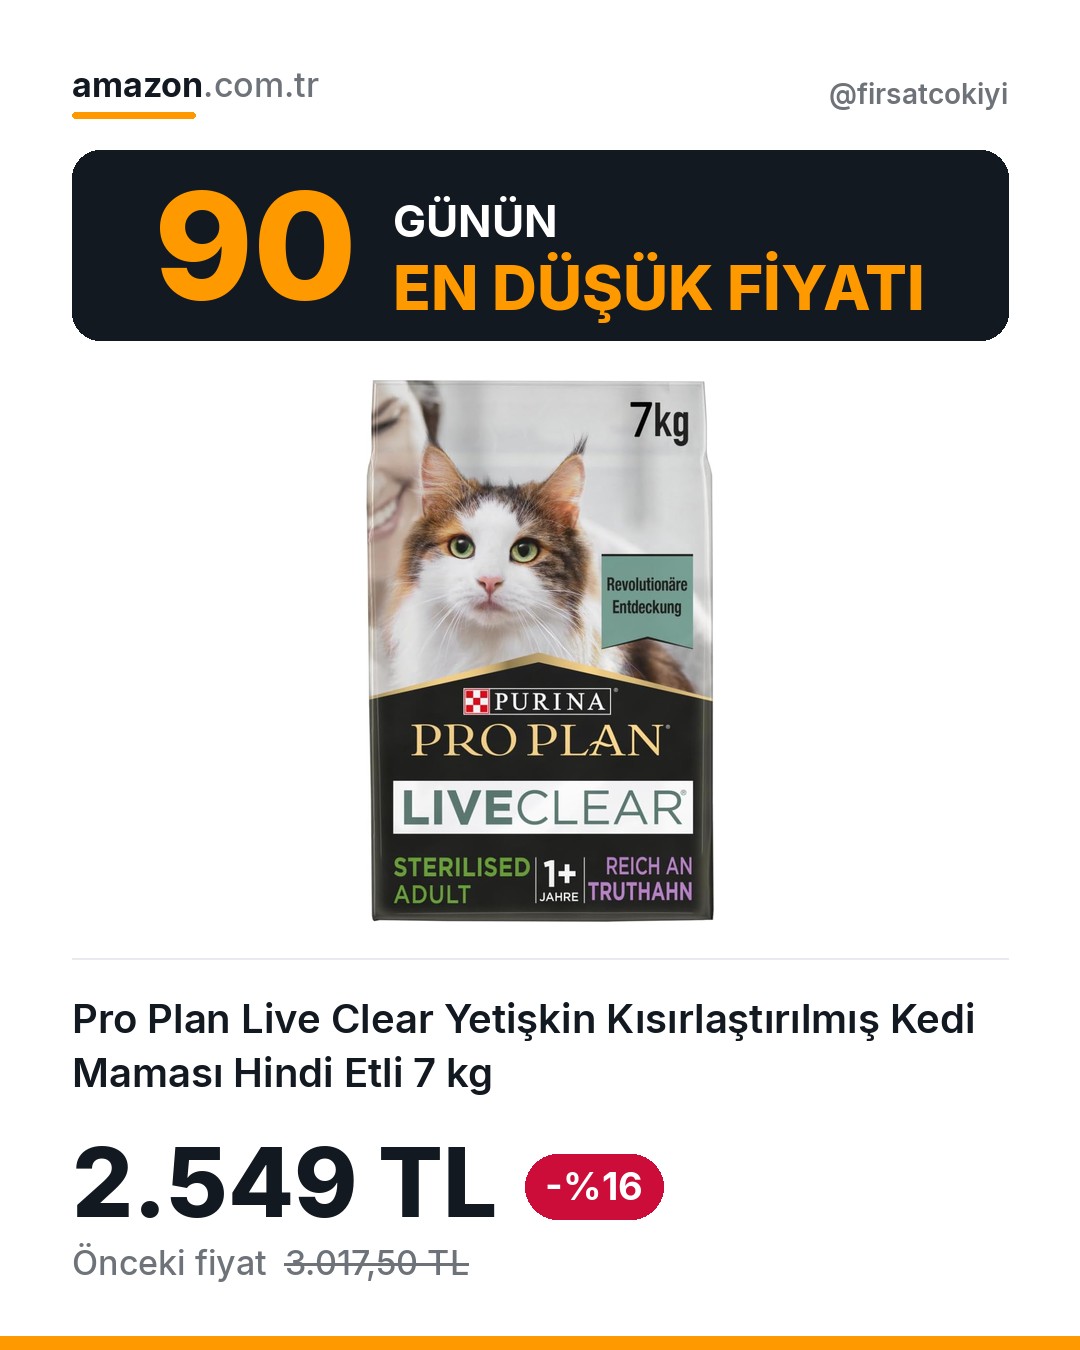 amazon.com.tr
@firsatcokiyi
90
GÜNÜN
EN DÜŞÜK FİYATI
7kg
Revolutionäre
Entdeckung
PURINA®
PRO PLAN®
LIVECLEAR®
STERILISED
ADULT
1+
JAHRE
REICH AN
TRUTHAHN
Pro Plan Live Clear Yetişkin Kısırlaştırılmış Kedi
Maması Hindi Etli 7 kg
2.549 TL
-%16
Önceki fiyat 3.017,50 TL